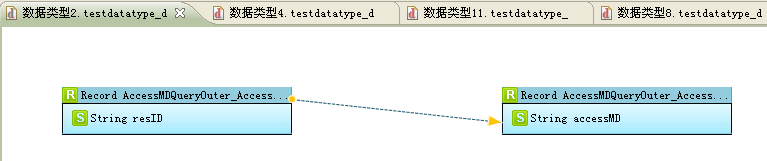 数据类型2.testdatatype_d 数据类型4.testdatatype_d 数据类型11.testdatatype_ 数据类型8.testdatatype_d
R Record AccessMDQueryOuter_Access... R Record AccessMDQueryOuter_Access...
S String resID S String accessMD